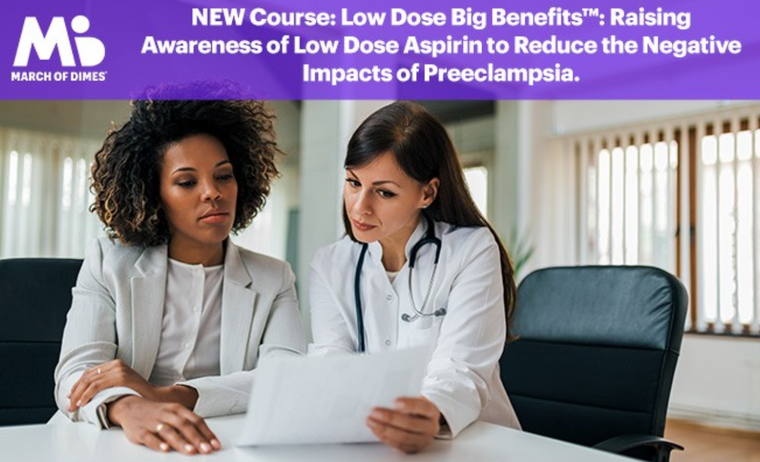 MARCH OF DIMES®
NEW Course: Low Dose Big Benefits™: Raising
Awareness of Low Dose Aspirin to Reduce the Negative
Impacts of Preeclampsia.